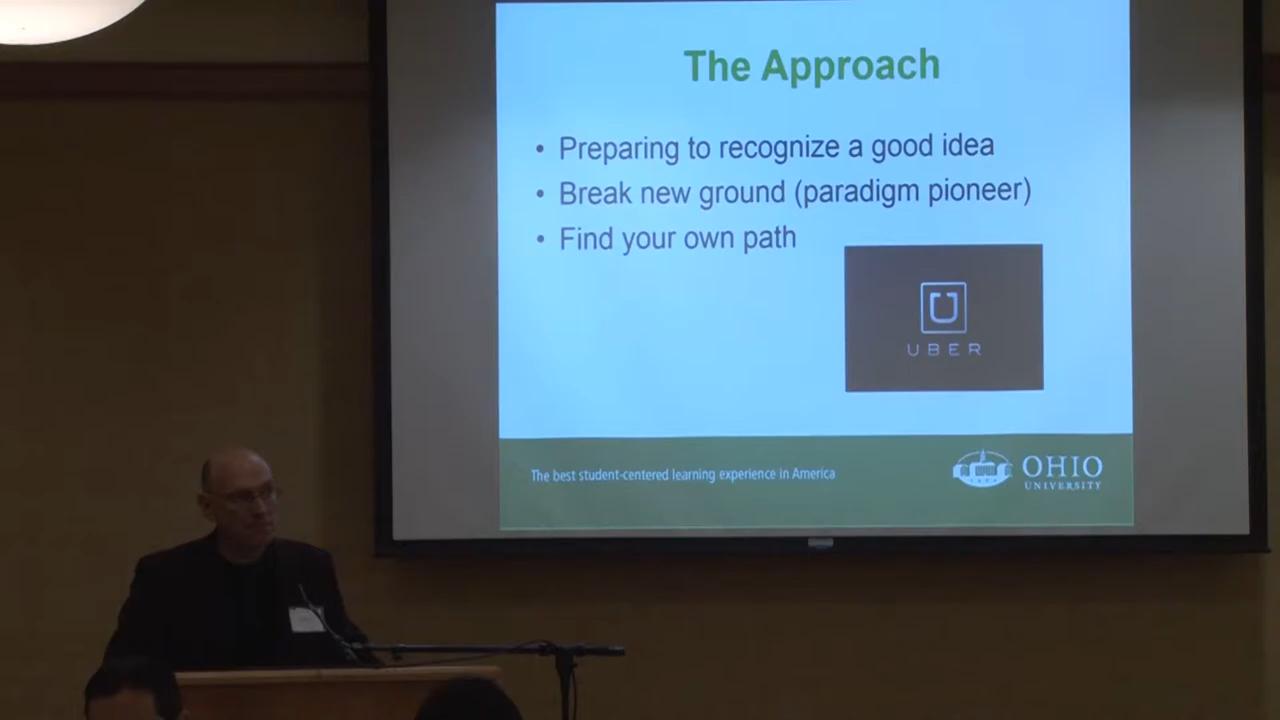 The Approach
• Preparing to recognize a good idea
• Break new ground (paradigm pioneer)
• Find your own path
U
UBER
The best student-centered learning experience in America
OHIO
UNIVERSITY